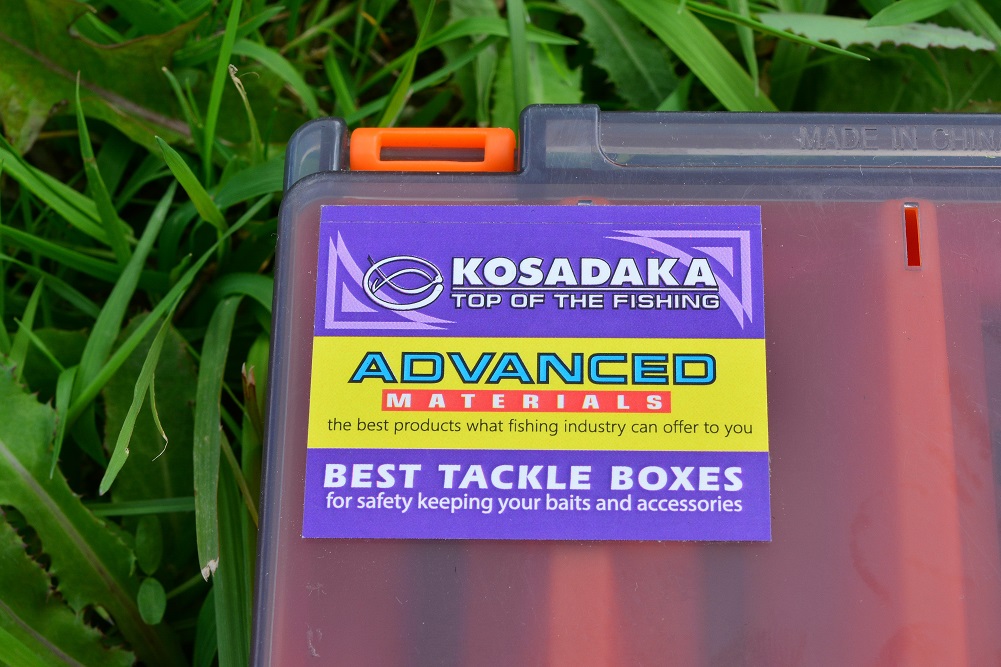 MADE IN CHIN
KOSADAKA
TOP OF THE FISHING
ADVANCED
MATERIALS
the best products what fishing industry can offer to you
BEST TACKLE BOXES
for safety keeping your baits and accessories